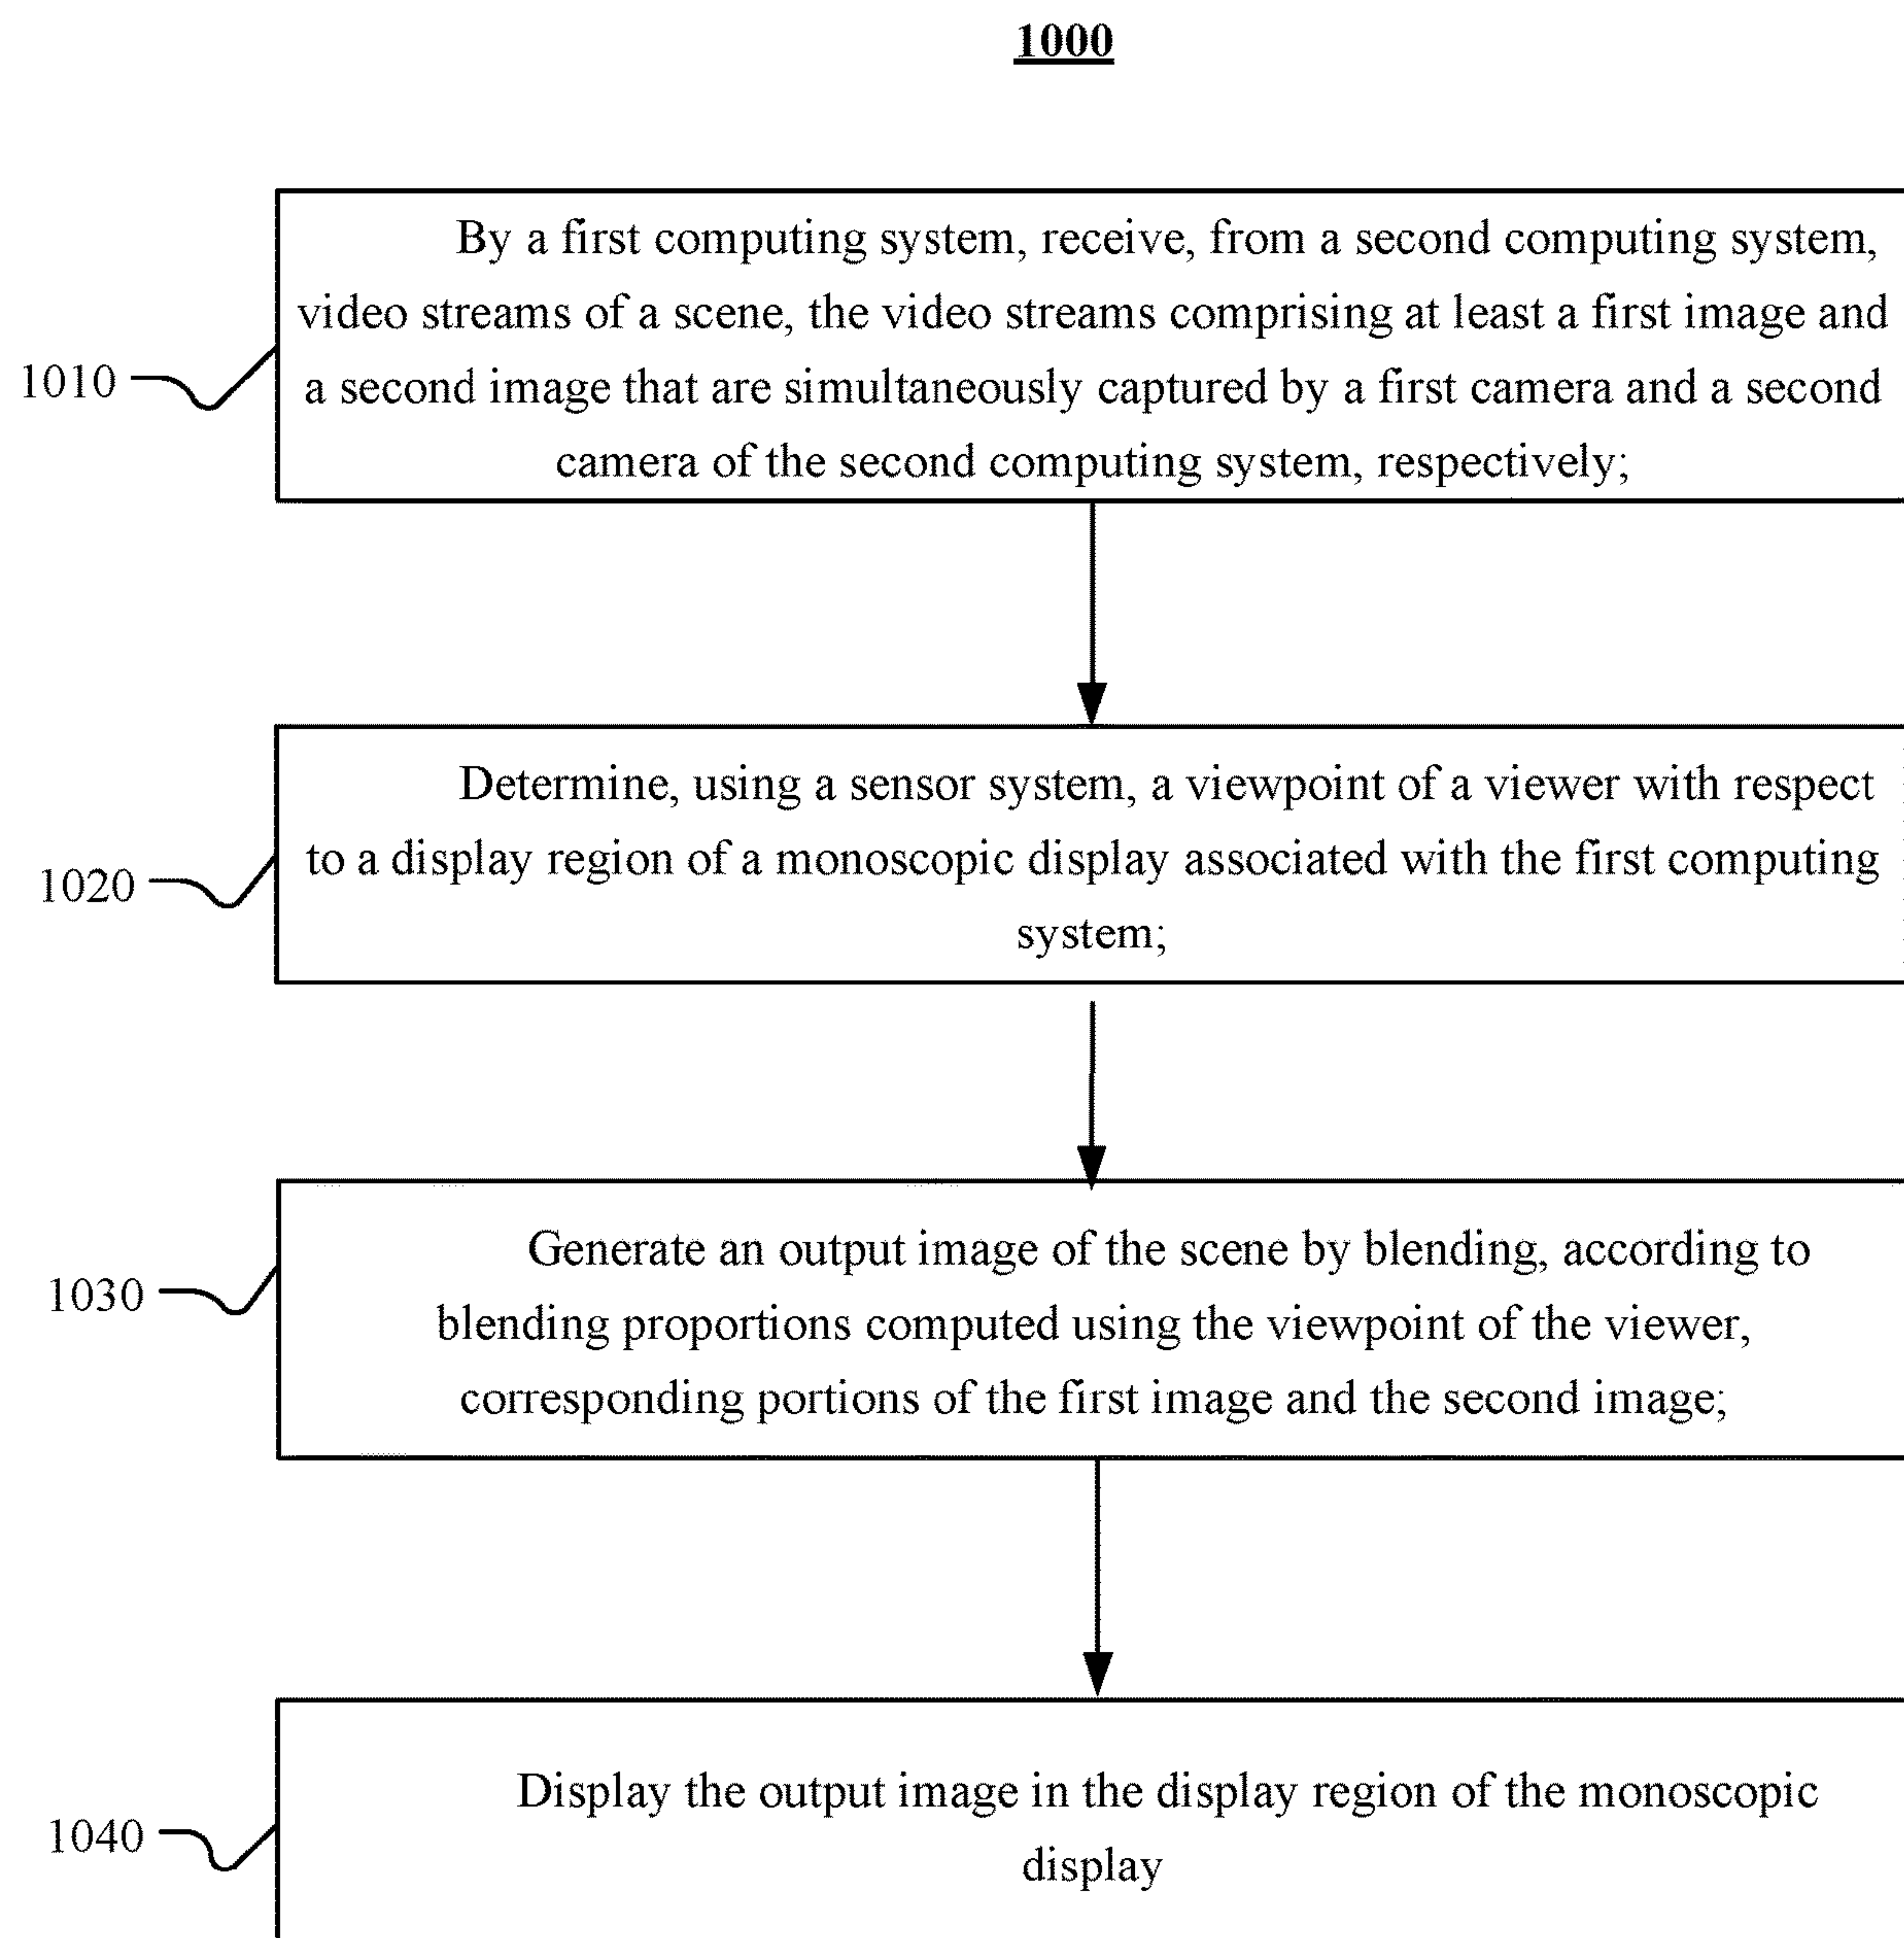 1000
By a first computing system, receive, from a second computing system,
video streams of a scene, the video streams comprising at least a first image and
a second image that are simultaneously captured by a first camera and a second
camera of the second computing system, respectively;
1010
Determine, using a sensor system, a viewpoint of a viewer with respect
to a display region of a monoscopic display associated with the first computing
system;
1020
Generate an output image of the scene by blending, according to
blending proportions computed using the viewpoint of the viewer,
corresponding portions of the first image and the second image;
1030
Display the output image in the display region of the monoscopic
display
1040